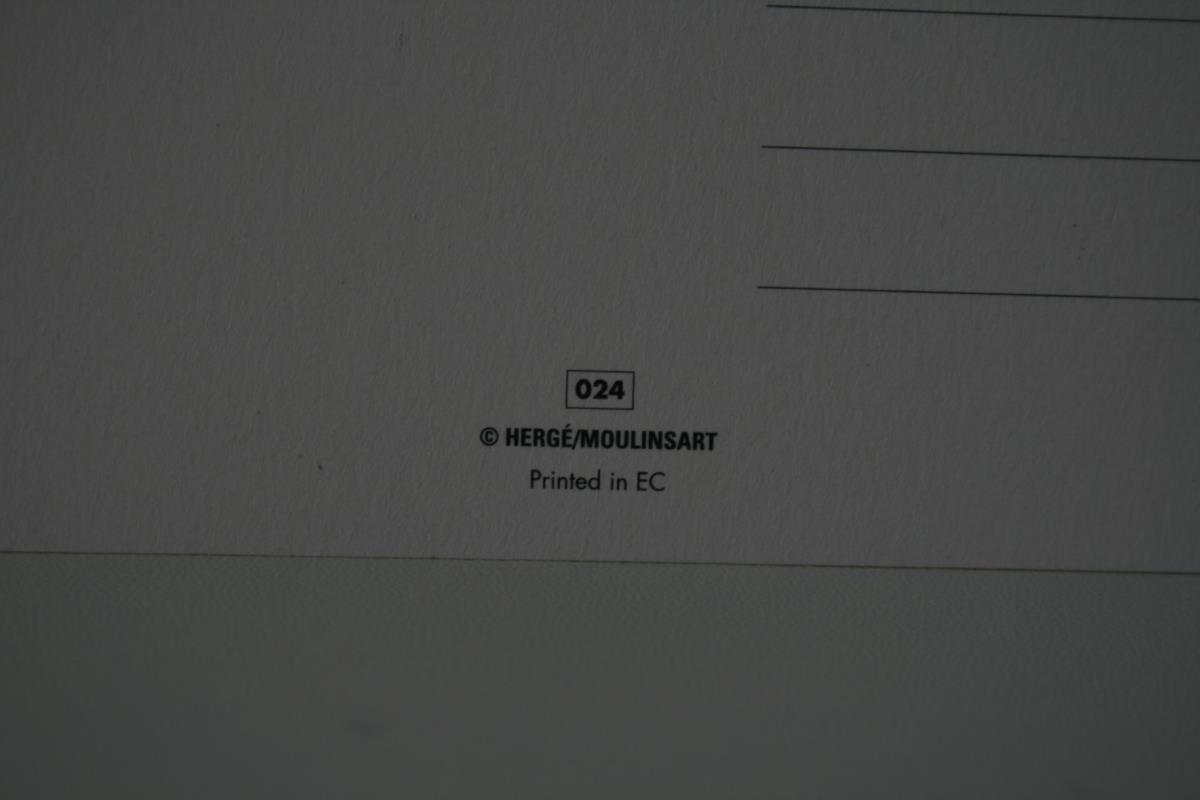 024
© HERGÉ/MOULINSART
Printed in EC